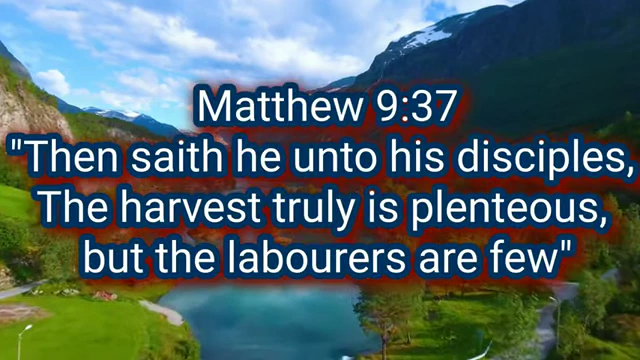 Matthew 9:37
"Then saith he unto his disciples,
The harvest truly is plenteous,
but the labourers are few"